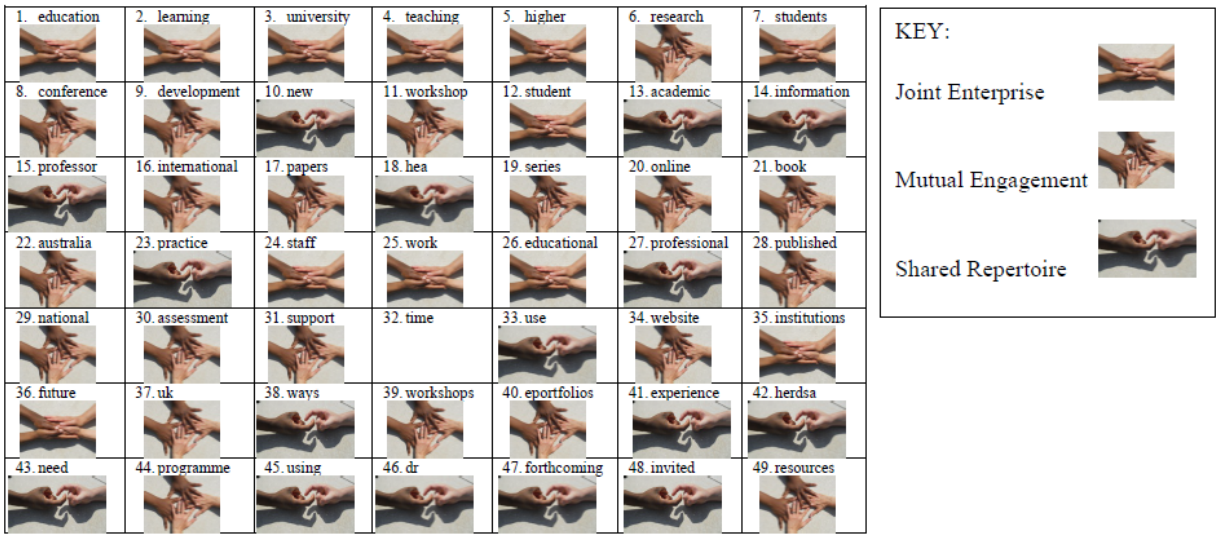 1. education 2. learning 3. university 4. teaching 5. higher 6. research 7. students
8. conference 9. development 10. new 11. workshop 12. student 13. academic 14. information
15. professor 16. international 17. papers 18. hea 19. series 20. online 21. book
22. australia 23. practice 24. staff 25. work 26. educational 27. professional 28. published
29. national 30. assessment 31. support 32. time 33. use 34. website 35. institutions
36. future 37. uk 38. ways 39. workshops 40. eportfolios 41. experience 42. herdsa
43. need 44. programme 45. using 46. dr 47. forthcoming 48. invited 49. resources
KEY:
Joint Enterprise
Mutual Engagement
Shared Repertoire